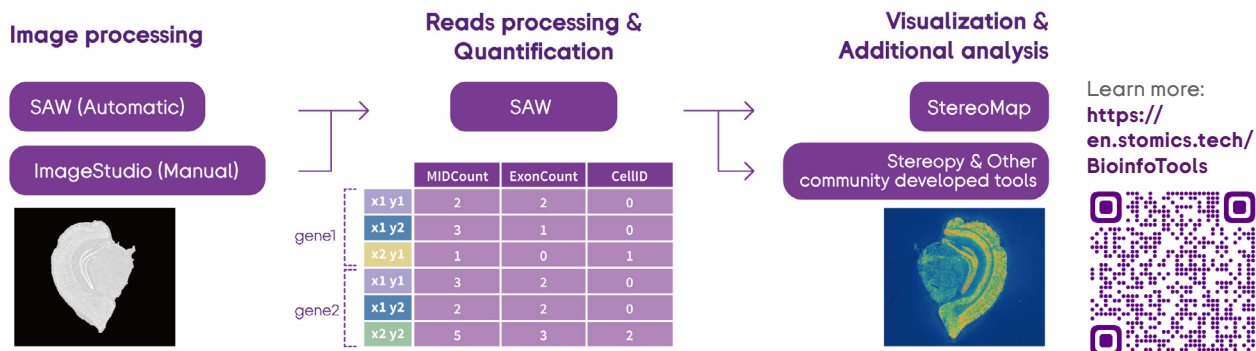 Image processing
SAW (Automatic)
ImageStudio (Manual)
Reads processing &
Quantification
SAW
MIDCount ExonCount CellID
gene1
x1 y1 2 2 0
x1 y2 3 1 0
x2 y1 1 0 1
gene2
x1 y1 3 2 0
x1 y2 2 2 0
x2 y2 5 3 2
Visualization &
Additional analysis
StereoMap
Stereopy & Other
community developed tools
Learn more:
https://
en.stomics.tech/
BioinfoTools